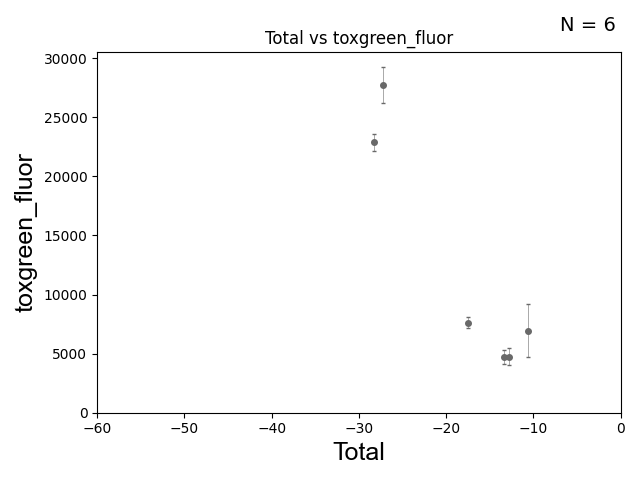 N = 6
Total vs toxgreen_fluor
30000
25000
20000
15000
10000
5000
0
toxgreen_fluor
−60 −50 −40 −30 −20 −10 0
Total